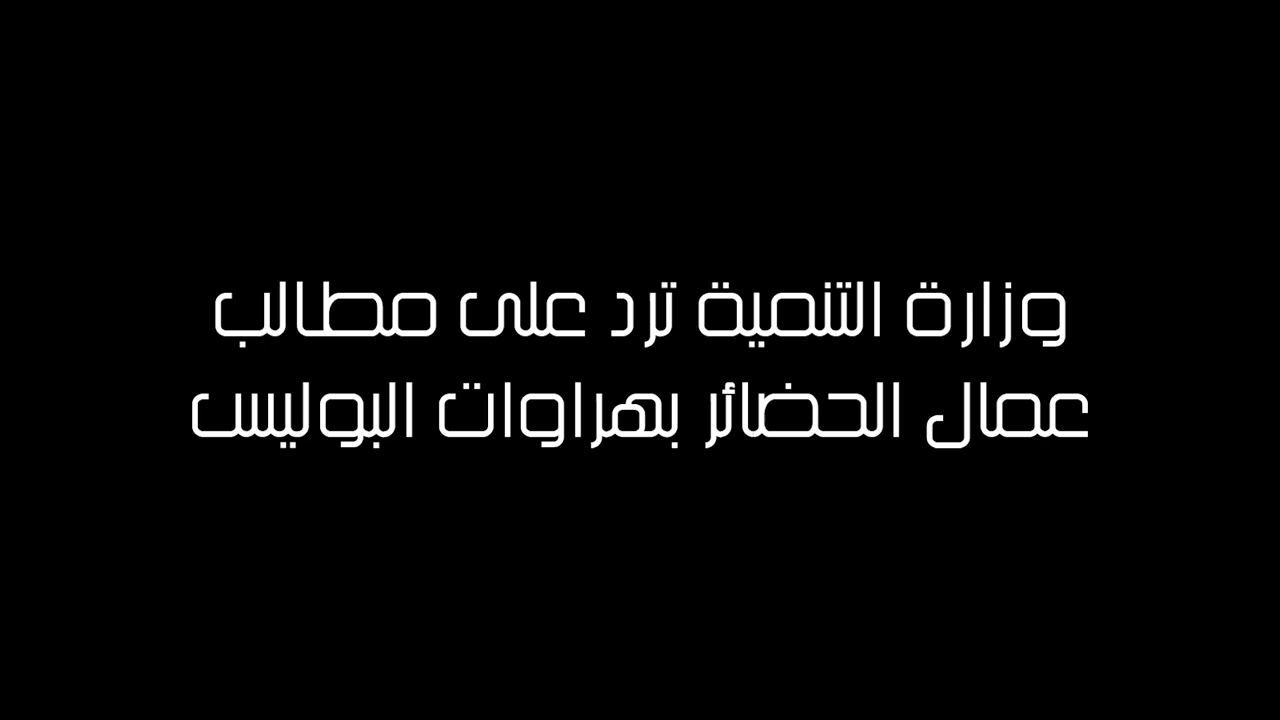 وزارة التنمية ترد على مطالب
عمال الحضائر بهراوات البوليس